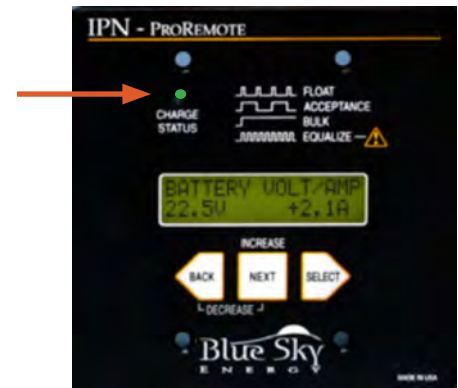 IPN - PROREMOTE
CHARGE
STATUS
FLOAT
ACCEPTANCE
BULK
EQUALIZE
BATTERY VOLT/AMP
22.5V +2.1A
INCREASE
BACK
NEXT
SELECT
DECREASE
Blue Sky
ENERGY
MADE IN USA